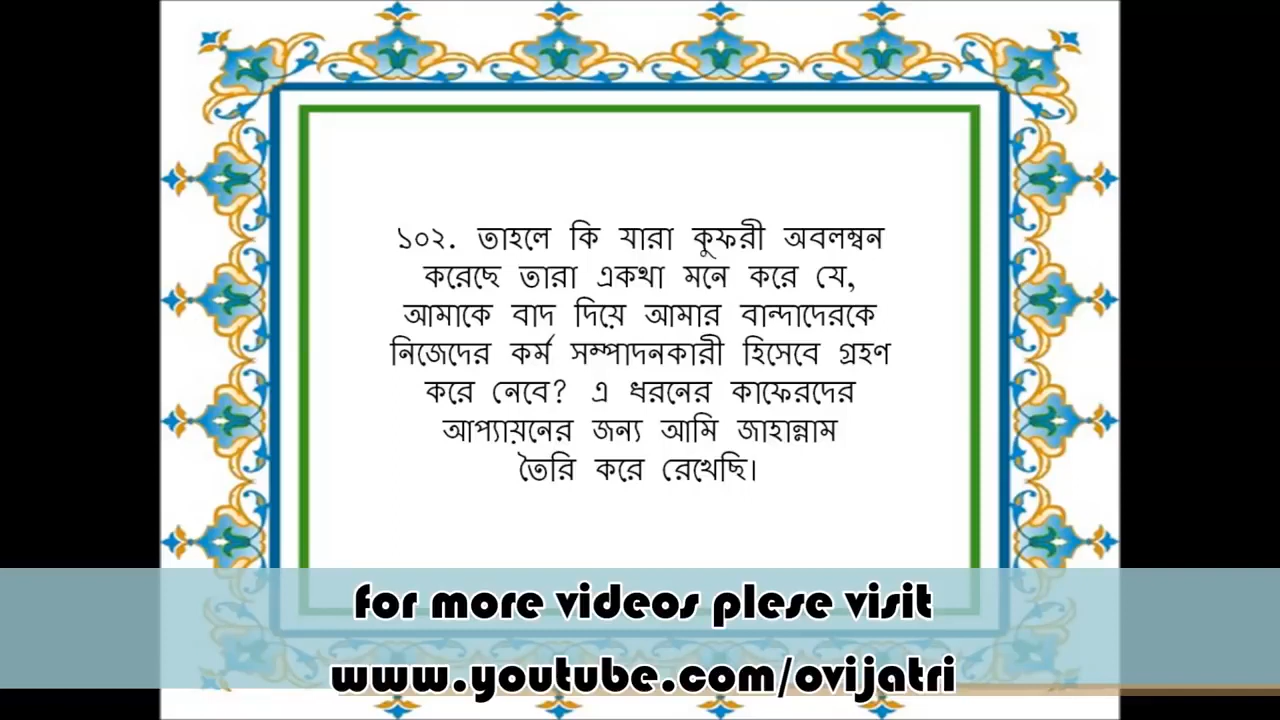 ১০২. তাহলে কি যারা কুফরী অবলম্বন
করেছে তারা একথা মনে করে যে,
আমাকে বাদ দিয়ে আমার বান্দাদেরকে
নিজেদের কর্ম সম্পাদনকারী হিসেবে গ্রহণ
করে নেবে? এ ধরনের কাফেরদের
আপ্যায়নের জন্য আমি জাহান্নাম
তৈরি করে রেখেছি।
for more videos plese visit
www.youtube.com/ovijatri